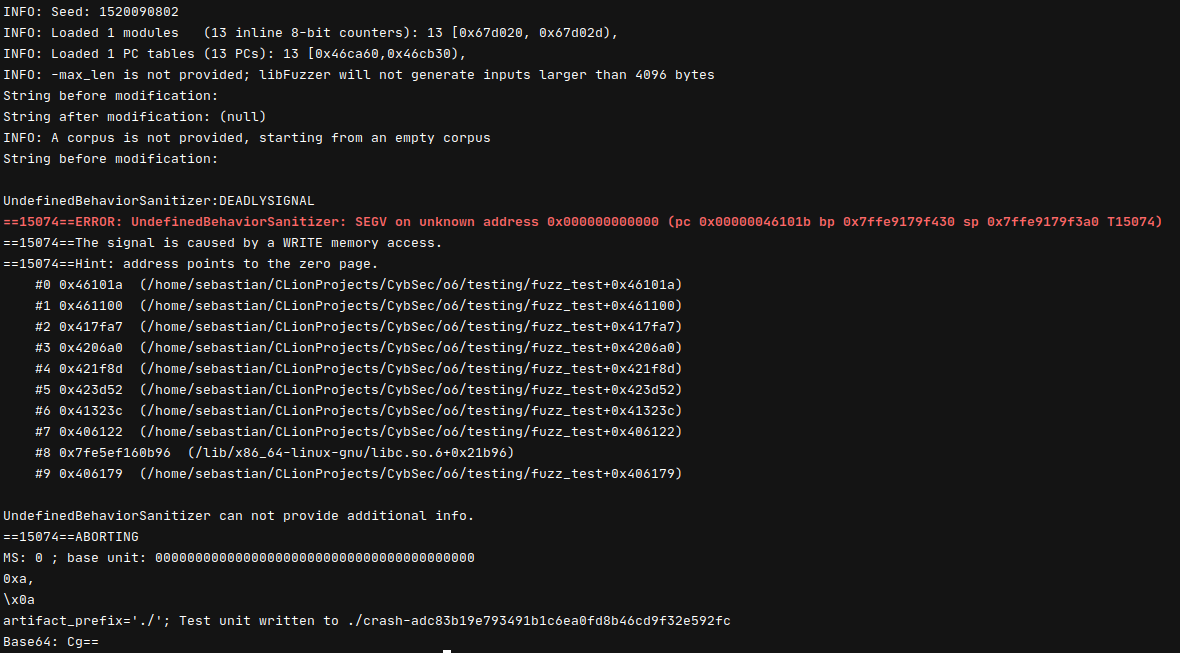 INFO: Seed: 1520090802
INFO: Loaded 1 modules   (13 inline 8-bit counters): 13 [0x67d020, 0x67d02d),
INFO: Loaded 1 PC tables (13 PCs): 13 [0x46ca60,0x46cb30),
INFO: -max_len is not provided; libFuzzer will not generate inputs larger than 4096 bytes
String before modification:
String after modification: (null)
INFO: A corpus is not provided, starting from an empty corpus
String before modification:
UndefinedBehaviorSanitizer:DEADLYSIGNAL
==15074==ERROR: UndefinedBehaviorSanitizer: SEGV on unknown address 0x000000000000 (pc 0x00000046101b bp 0x7ffe9179f430 sp 0x7ffe9179f3a0 T15074)
==15074==The signal is caused by a WRITE memory access.
==15074==Hint: address points to the zero page.
    #0 0x46101a  (/home/sebastian/CLionProjects/CybSec/o6/testing/fuzz_test+0x46101a)
    #1 0x461100  (/home/sebastian/CLionProjects/CybSec/o6/testing/fuzz_test+0x461100)
    #2 0x417fa7  (/home/sebastian/CLionProjects/CybSec/o6/testing/fuzz_test+0x417fa7)
    #3 0x4206a0  (/home/sebastian/CLionProjects/CybSec/o6/testing/fuzz_test+0x4206a0)
    #4 0x421f8d  (/home/sebastian/CLionProjects/CybSec/o6/testing/fuzz_test+0x421f8d)
    #5 0x423d52  (/home/sebastian/CLionProjects/CybSec/o6/testing/fuzz_test+0x423d52)
    #6 0x41323c  (/home/sebastian/CLionProjects/CybSec/o6/testing/fuzz_test+0x41323c)
    #7 0x406122  (/home/sebastian/CLionProjects/CybSec/o6/testing/fuzz_test+0x406122)
    #8 0x7fe5ef160b96  (/lib/x86_64-linux-gnu/libc.so.6+0x21b96)
    #9 0x406179  (/home/sebastian/CLionProjects/CybSec/o6/testing/fuzz_test+0x406179)
UndefinedBehaviorSanitizer can not provide additional info.
==15074==ABORTING
MS: 0 ; base unit: 0000000000000000000000000000000000000000
0xa,
\x0a
artifact_prefix='./'; Test unit written to ./crash-adc83b19e793491b1c6ea0fd8b46cd9f32e592fc
Base64: Cg==